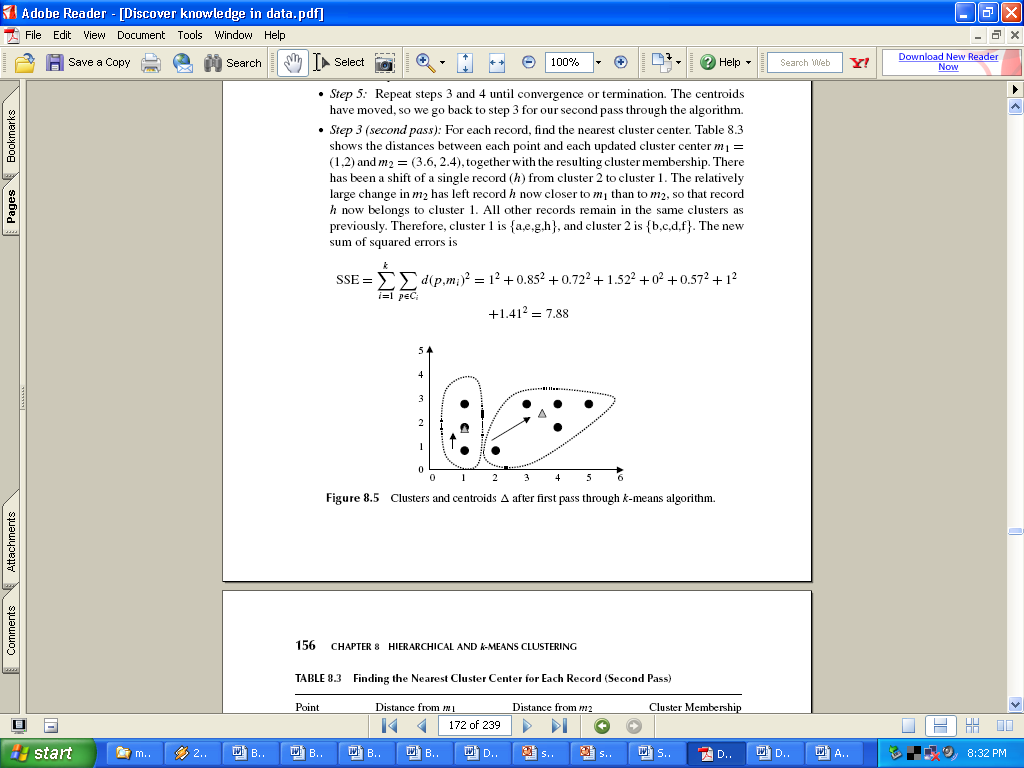 Adobe Reader - [Discover knowledge in data.pdf]
File Edit View Document Tools Window Help
Save a Copy Search Select 100% Help Search Web Y! Download New Reader Now
Bookmarks
Pages
Attachments
Comments
• Step 5: Repeat steps 3 and 4 until convergence or termination. The centroids
have moved, so we go back to step 3 for our second pass through the algorithm.
• Step 3 (second pass): For each record, find the nearest cluster center. Table 8.3
shows the distances between each point and each updated cluster center m₁ =
(1,2) and m₂ = (3.6, 2.4), together with the resulting cluster membership. There
has been a shift of a single record (h) from cluster 2 to cluster 1. The relatively
large change in m₂ has left record h now closer to m₁ than to m₂, so that record
h now belongs to cluster 1. All other records remain in the same clusters as
previously. Therefore, cluster 1 is {a,e,g,h}, and cluster 2 is {b,c,d,f}. The new
sum of squared errors is
SSE = ∑ᵢ₌₁ᵏ ∑p∈Cᵢ d(p,mᵢ)² = 1² + 0.85² + 0.72² + 1.52² + 0² + 0.57² + 1²
+1.41² = 7.88
5
4
3
2
1
0
0 1 2 3 4 5 6
Figure 8.5 Clusters and centroids Δ after first pass through k-means algorithm.
156 CHAPTER 8 HIERARCHICAL AND k-MEANS CLUSTERING
TABLE 8.3 Finding the Nearest Cluster Center for Each Record (Second Pass)
Point Distance from m₁ Distance from m₂ Cluster Membership
172 of 239
start m.. 2.. B.. B.. B.. B.. D.. s.. s.. S.. D.. D.. A.. 8:32 PM